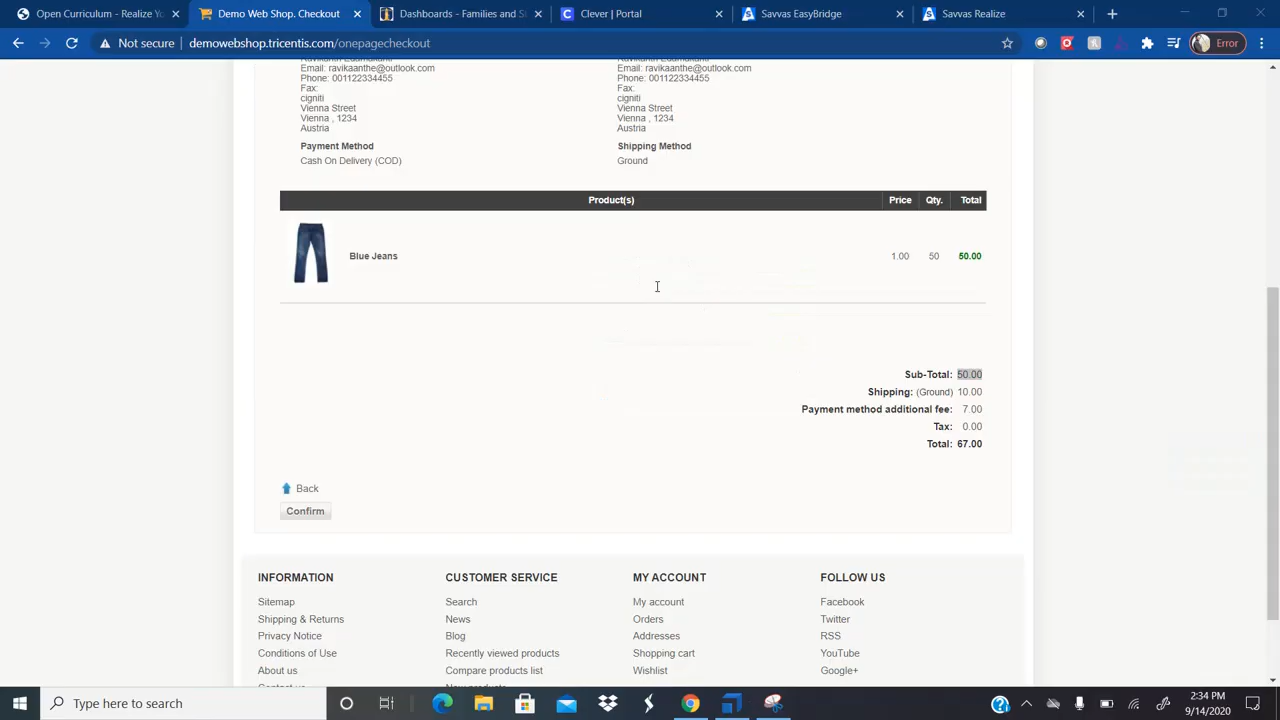 Curriculum - Realize Y
Demo Web Shop. Checkout
Dashboards - Families and S
Clever | Portal
Savvas EasyBridge
Savvas Realize
Not secure
demowebshop.tricentis.com/onepagecheckout
Error
Email: ravikaanthe@outlook.com
Email: ravikaanthe@outlook.com
Phone: 001122334455
Phone: 001122334455
Fax:
Fax:
cigniti
cigniti
Vienna Street
Vienna Street
Vienna , 1234
Vienna , 1234
Austria
Austria
Payment Method
Shipping Method
Cash On Delivery (COD)
Ground
Product(s) Price Qty. Total
Blue Jeans 1.00 50 50.00
Sub-Total: 50.00
Shipping: (Ground) 10.00
Payment method additional fee: 7.00
Tax: 0.00
Total: 67.00
Back
Confirm
INFORMATION
CUSTOMER SERVICE
MY ACCOUNT
FOLLOW US
Sitemap
Search
My account
Facebook
Shipping & Returns
News
Orders
Twitter
Privacy Notice
Blog
Addresses
RSS
Conditions of Use
Recently viewed products
Shopping cart
YouTube
About us
Compare products list
Wishlist
Google+
Type here to search
2:34 PM
9/14/2020